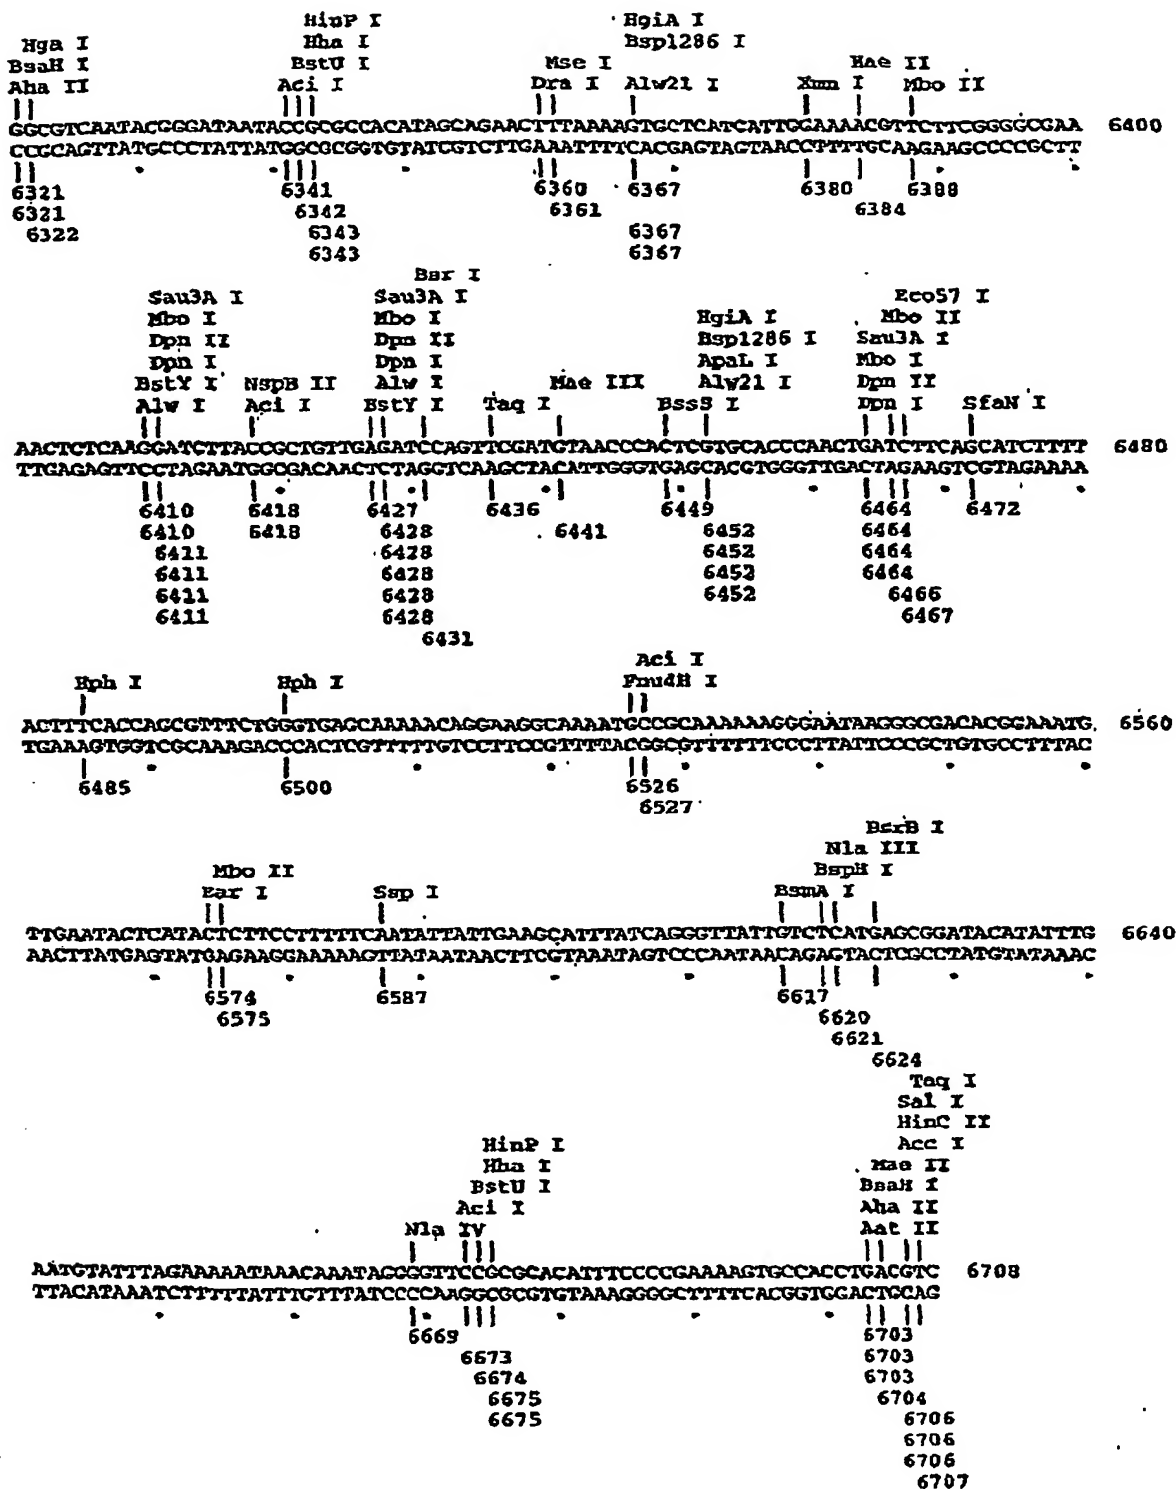 HinP I HgiA I
Hga I Hha I Bsp1286 I
BsaH I BstU I Mse I Mae II
Aha II Aci I Dra I Alw21 I Xmn I Mbo II
GGCGTCAATACGGGATAATACCGCGCCACATAGCAGAACTTTAAAAGTGCTCATCATTGGAAAACGTTCTTCGGGGCGAA 6400
CCGCAGTTATGCCCTATTATGGCGCGGTGTATCGTCTTGAAATTTTCACGAGTAGTAACCTTTTGCAAGAAGCCCCGCTT
6321 6341 6360 6367 6380 6388
6321 6342 6361 6384
6322 6343 6367
6343 6367
Bsr I
Sau3A I Sau3A I Eco57 I
Mbo I Mbo I HgiA I Mbo II
Dpn II Dpn II Bsp1286 I Sau3A I
Dpn I Dpn I ApaL I Mbo I
BstY I NspB II Alw I Mae III Alw21 I Dpn II
Alw I Aci I BstY I Taq I BssS I Dpn I SfaN I
AACTCTCAAGGATCTTACCGCTGTTGAGATCCAGTTCGATGTAACCCACTCGTGCACCCAACTGATCTTCAGCATCTTTT 6480
TTGAGAGTTCCTAGAATGGCGACAACTCTAGGTCAAGCTACATTGGGTGAGCACGTGGGTTGACTAGAAGTCGTAGAAAA
6410 6418 6427 6436 6449 6464 6472
6410 6418 6428 6441 6452 6464
6411 6428 6452 6464
6411 6428 6452 6464
6411 6428 6452 6466
6411 6428 6467
6431
Aci I
Hph I Hph I Fnu4H I
ACTTTCACCAGCGTTTCTGGGTGAGCAAAAACAGGAAGGCAAAATGCCGCAAAAAAGGGAATAAGGGCGACACGGAAATG 6560
TGAAAGTGGTCGCAAAGACCCACTCGTTTTTGTCCTTCCGTTTTACGGCGTTTTTTCCCTTATTCCCGCTGTGCCTTTAC
6485 6500 6526
6527
BsrB I
Nla III
Mbo II BspH I
Ear I Ssp I BsmA I
TTGAATACTCATACTCTTCCTTTTTCAATATTATTGAAGCATTTATCAGGGTTATTGTCTCATGAGCGGATACATATTTG 6640
AACTTATGAGTATGAGAAGGAAAAAGTTATAATAACTTCGTAAATAGTCCCAATAACAGAGTACTCGCCTATGTATAAAC
6574 6587 6617
6575 6620
6621
6624
Taq I
Sal I
HinC II
HinP I Acc I
Hha I Mae II
BstU I BsaH I
Aci I Aha II
Nla IV Aat II
AATGTATTTAGAAAAATAAACAAATAGGGGTTCCGCGCACATTTCCCCGAAAAGTGCCACCTGACGTC 6708
TTACATAAATCTTTTTATTTGTTTATCCCCAAGGCGCGTGTAAAGGGGCTTTTCACGGTGGACTGCAG
6669 6703
6673 6703
6674 6703
6675 6704
6675 6706
6706
6706
6707